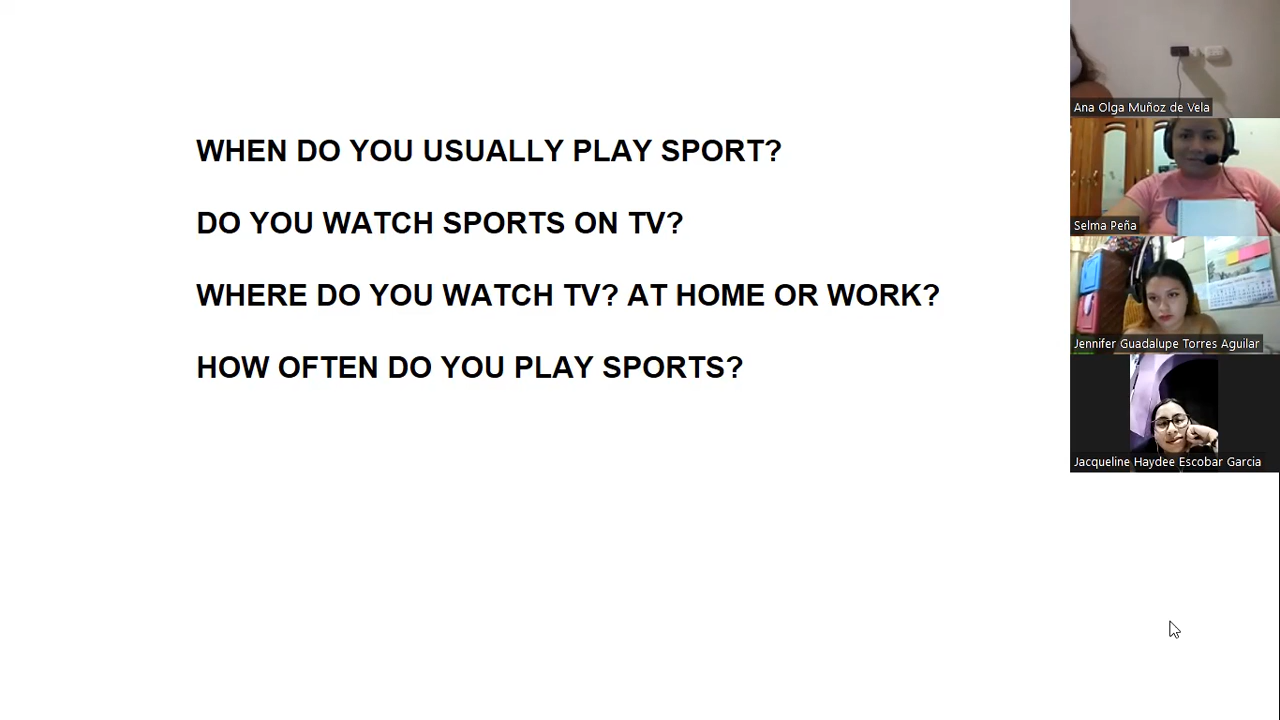 WHEN DO YOU USUALLY PLAY SPORT?
DO YOU WATCH SPORTS ON TV?
WHERE DO YOU WATCH TV? AT HOME OR WORK?
HOW OFTEN DO YOU PLAY SPORTS?
Ana Olga Muñoz de Vela
Selma Peña
Jennifer Guadalupe Torres Aguilar
Jacqueline Haydee Escobar Garcia